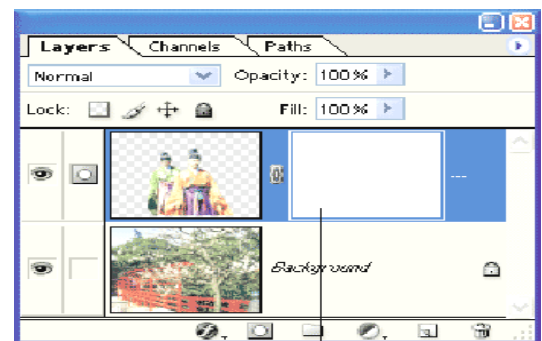 Layers Channels Paths
Normal Opacity: 100%
Lock: Fill: 100%
---
Background